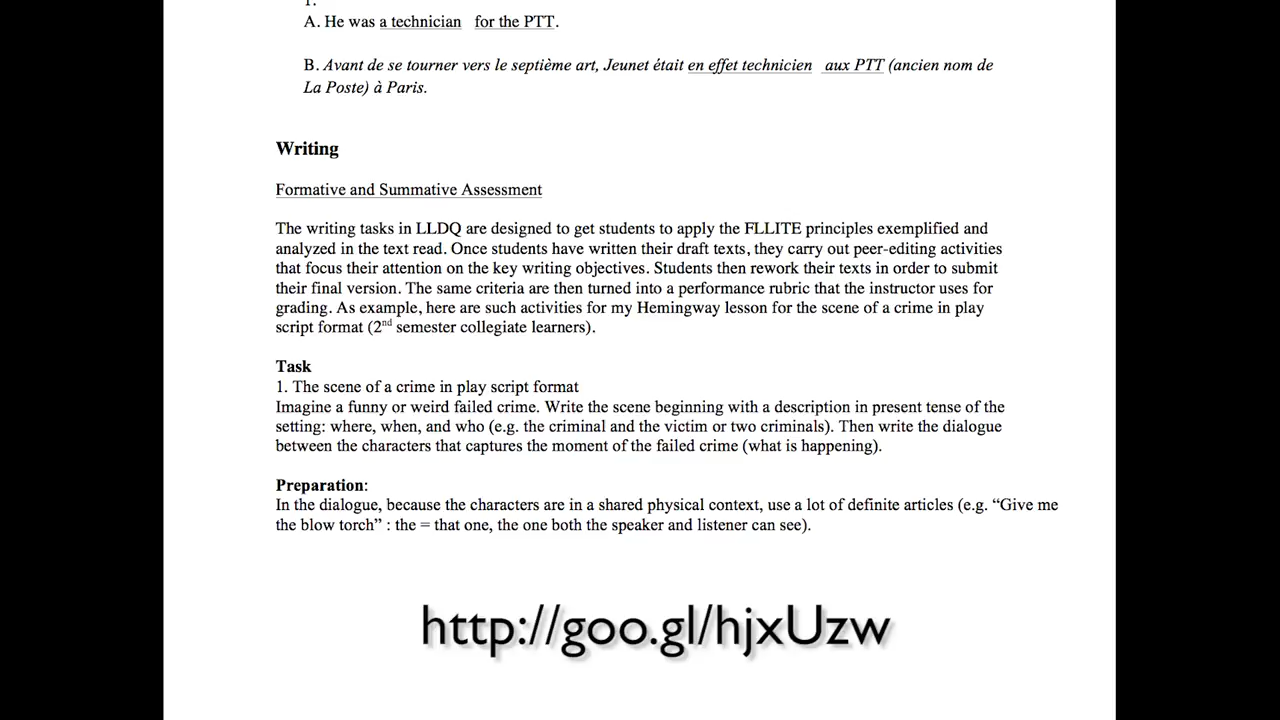 1.
A. He was a technician for the PTT.
B. Avant de se tourner vers le septième art, Jeunet était en effet technicien aux PTT (ancien nom de
La Poste) à Paris.
Writing
Formative and Summative Assessment
The writing tasks in LLDQ are designed to get students to apply the FLLITE principles exemplified and
analyzed in the text read. Once students have written their draft texts, they carry out peer-editing activities
that focus their attention on the key writing objectives. Students then rework their texts in order to submit
their final version. The same criteria are then turned into a performance rubric that the instructor uses for
grading. As example, here are such activities for my Hemingway lesson for the scene of a crime in play
script format (2nd semester collegiate learners).
Task
1. The scene of a crime in play script format
Imagine a funny or weird failed crime. Write the scene beginning with a description in present tense of the
setting: where, when, and who (e.g. the criminal and the victim or two criminals). Then write the dialogue
between the characters that captures the moment of the failed crime (what is happening).
Preparation:
In the dialogue, because the characters are in a shared physical context, use a lot of definite articles (e.g. “Give me
the blow torch” : the = that one, the one both the speaker and listener can see).
http://goo.gl/hjxUzw